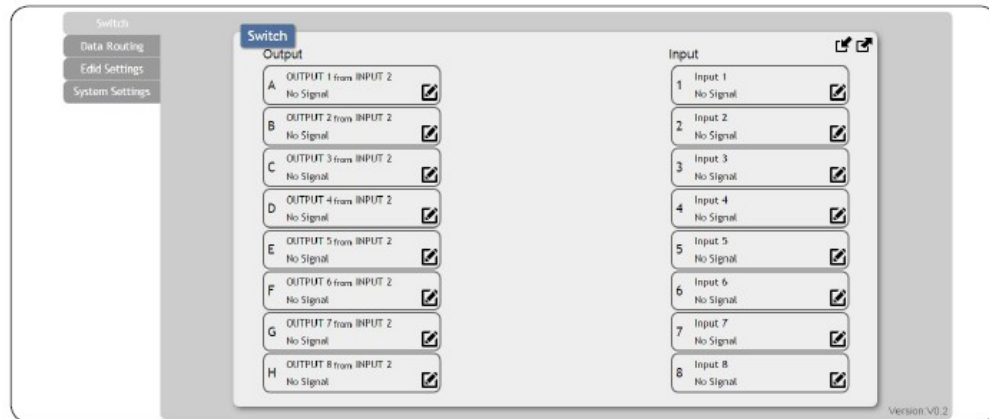 Switch
Data Routing
Edid Settings
System Settings
Switch
Output
A OUTPUT 1 from INPUT 2
No Signal
B OUTPUT 2 from INPUT 2
No Signal
C OUTPUT 3 from INPUT 2
No Signal
D OUTPUT 4 from INPUT 2
No Signal
E OUTPUT 5 from INPUT 2
No Signal
F OUTPUT 6 from INPUT 2
No Signal
G OUTPUT 7 from INPUT 2
No Signal
H OUTPUT 8 from INPUT 2
No Signal
Input
1 Input 1
No Signal
2 Input 2
No Signal
3 Input 3
No Signal
4 Input 4
No Signal
5 Input 5
No Signal
6 Input 6
No Signal
7 Input 7
No Signal
8 Input 8
No Signal
Version:V0.2